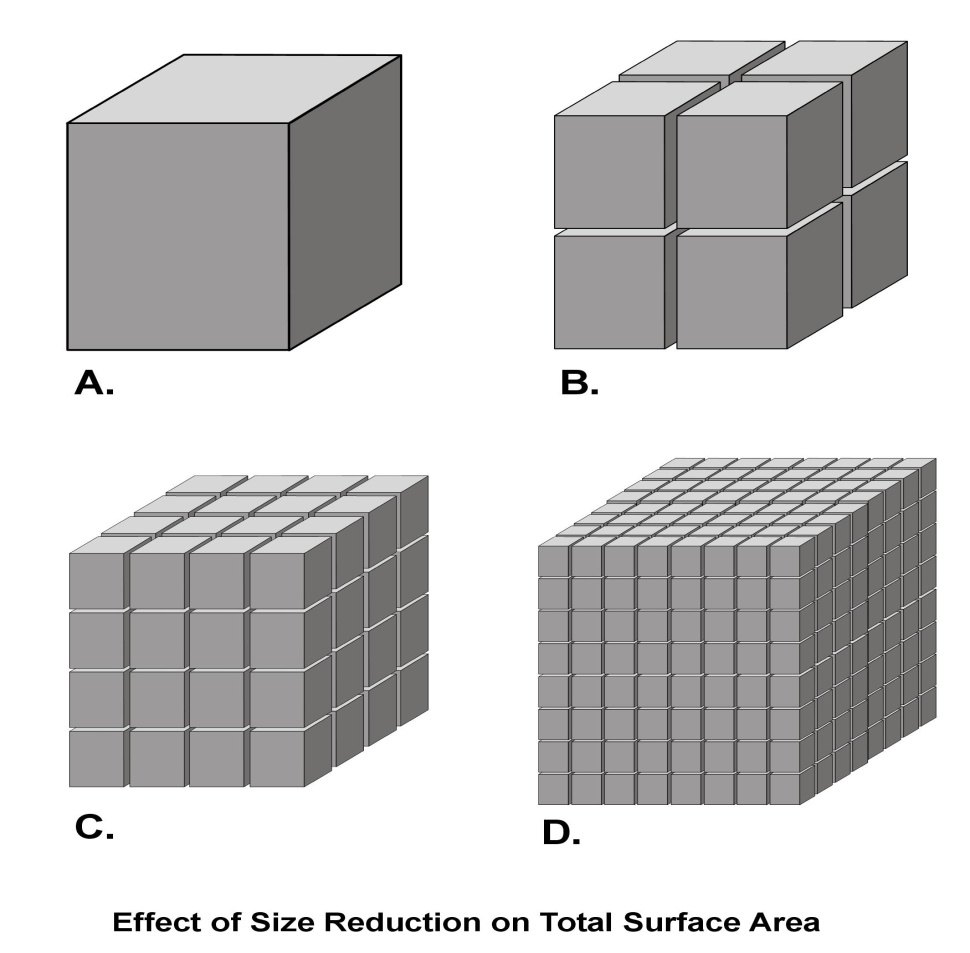 A.
B.
C.
D.
Effect of Size Reduction on Total Surface Area